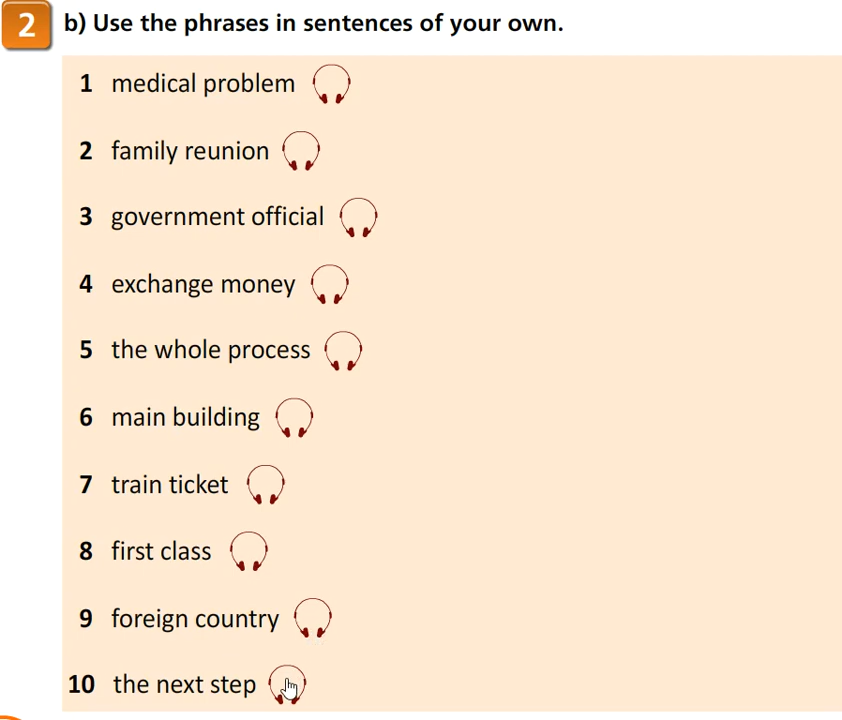 2 b) Use the phrases in sentences of your own.
1 medical problem
2 family reunion
3 government official
4 exchange money
5 the whole process
6 main building
7 train ticket
8 first class
9 foreign country
10 the next step